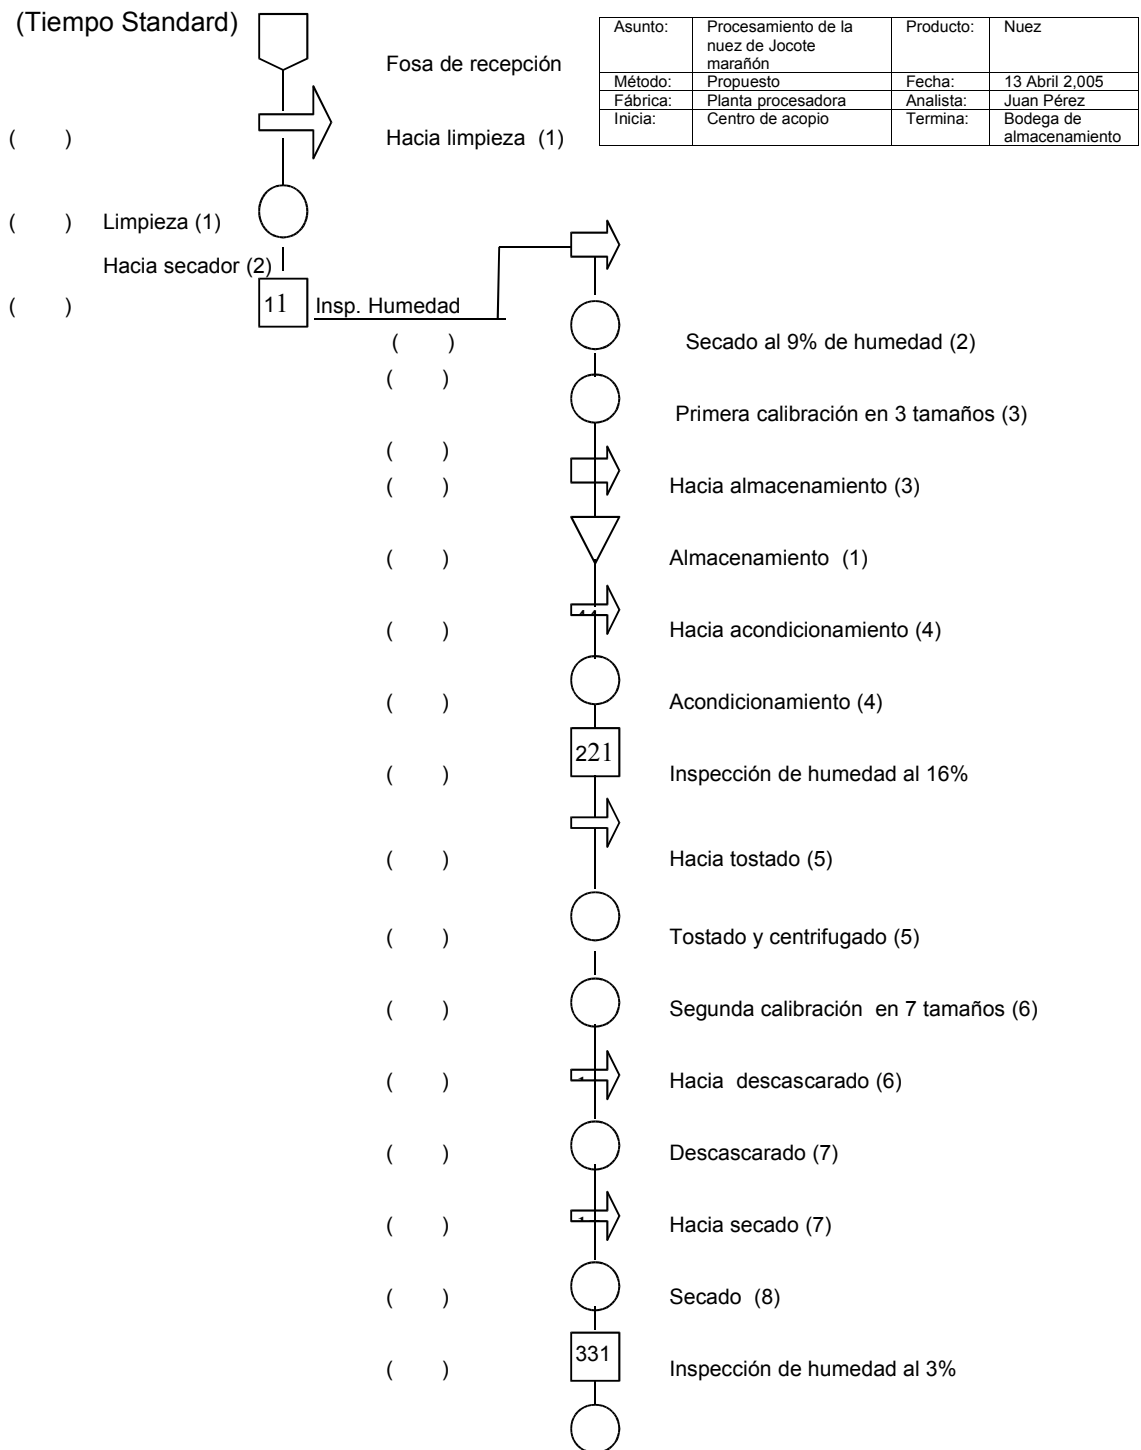 (Tiempo Standard)
Asunto: Procesamiento de la nuez de Jocote marañón Producto: Nuez
Método: Propuesto Fecha: 13 Abril 2,005
Fábrica: Planta procesadora Analista: Juan Pérez
Inicia: Centro de acopio Termina: Bodega de almacenamiento
Fosa de recepción
( ) Hacia limpieza (1)
( ) Limpieza (1)
Hacia secador (2)
( ) 11 Insp. Humedad
( ) Secado al 9% de humedad (2)
( )
Primera calibración en 3 tamaños (3)
( )
( ) Hacia almacenamiento (3)
( ) Almacenamiento (1)
( ) Hacia acondicionamiento (4)
( ) Acondicionamiento (4)
221
( ) Inspección de humedad al 16%
( ) Hacia tostado (5)
( ) Tostado y centrifugado (5)
( ) Segunda calibración en 7 tamaños (6)
( ) Hacia descascarado (6)
( ) Descascarado (7)
( ) Hacia secado (7)
( ) Secado (8)
331
( ) Inspección de humedad al 3%